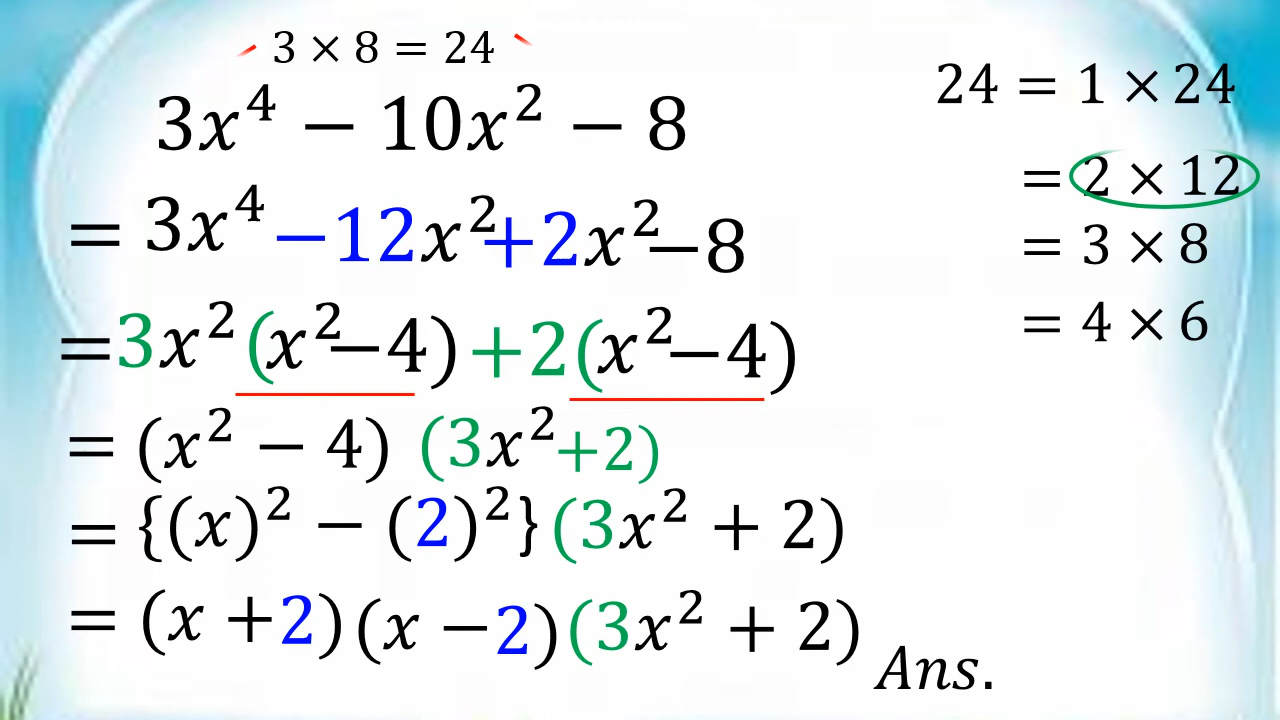 3 × 8 = 24
3x⁴ − 10x² − 8
= 3x⁴ −12x² +2x² −8
=3x²(x²−4) +2(x²−4)
= (x² − 4) (3x²+2)
= {(x)² − (2)²}(3x² + 2)
= (x +2)(x −2)(3x² + 2)
Ans.
24 = 1 × 24
= 2 × 12
= 3 × 8
= 4 × 6